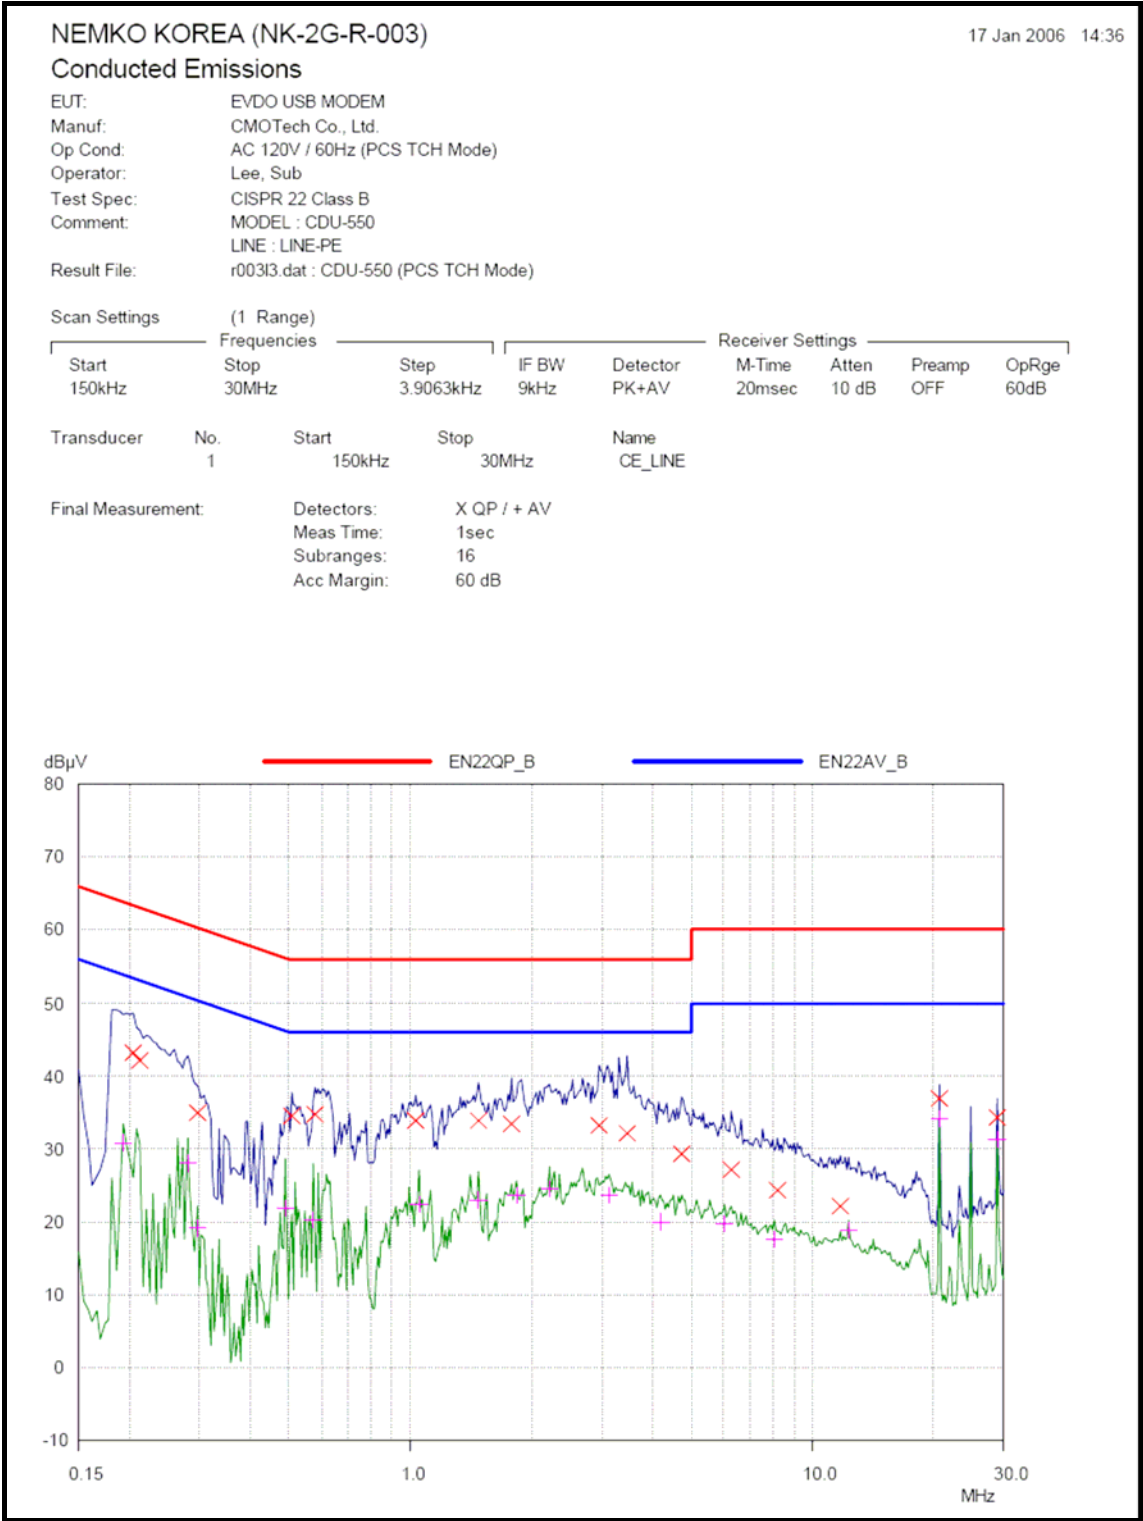 NEMKO KOREA (NK-2G-R-003) 17 Jan 2006 14:36
Conducted Emissions
EUT: EVDO USB MODEM
Manuf: CMOTech Co., Ltd.
Op Cond: AC 120V / 60Hz (PCS TCH Mode)
Operator: Lee, Sub
Test Spec: CISPR 22 Class B
Comment: MODEL : CDU-550
LINE : LINE-PE
Result File: r003l3.dat : CDU-550 (PCS TCH Mode)
Scan Settings (1 Range)
Frequencies Receiver Settings
Start Stop Step IF BW Detector M-Time Atten Preamp OpRge
150kHz 30MHz 3.9063kHz 9kHz PK+AV 20msec 10 dB OFF 60dB
Transducer No. Start Stop Name
1 150kHz 30MHz CE_LINE
Final Measurement: Detectors: X QP / + AV
Meas Time: 1sec
Subranges: 16
Acc Margin: 60 dB
dBµV EN22QP_B EN22AV_B
80
70
60
50
40
30
20
10
0
-10
0.15 1.0 10.0 30.0
MHz